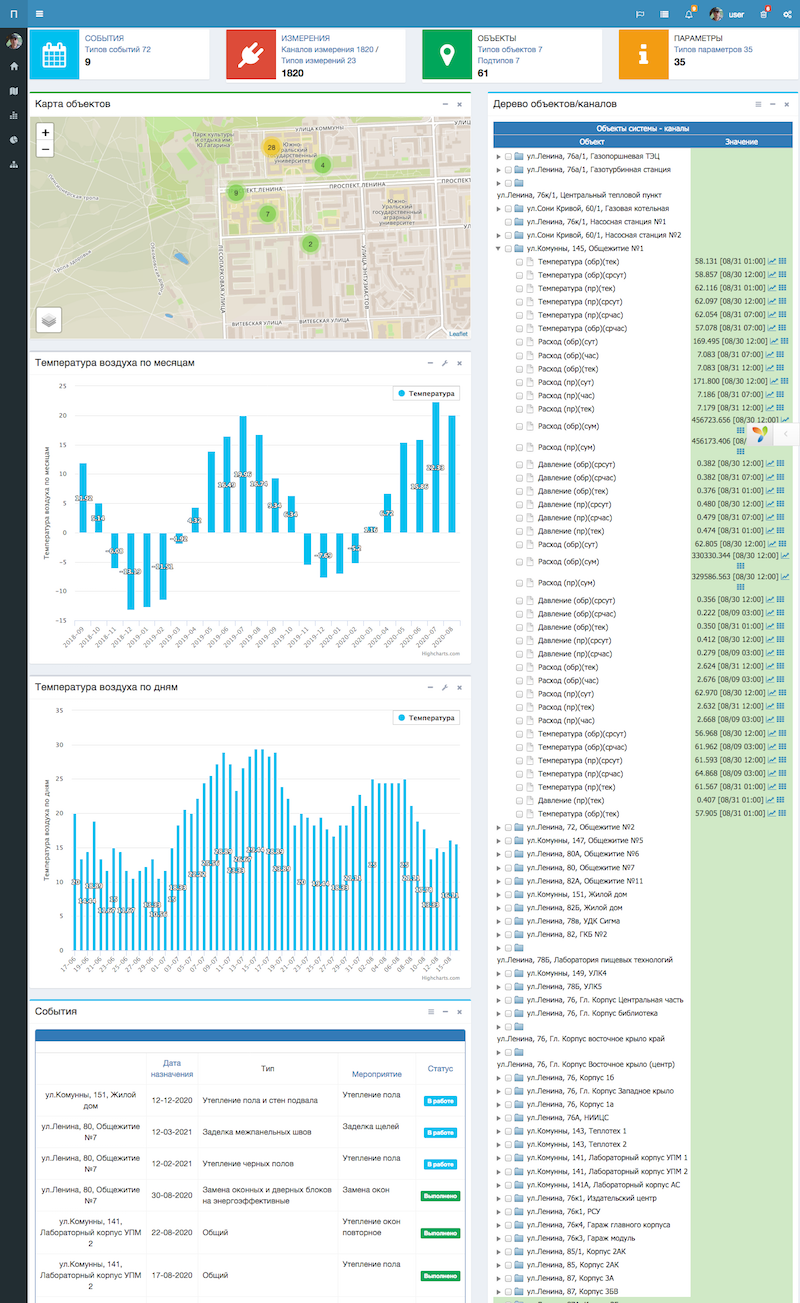 П
user
СОБЫТИЯ
Типов событий 72
9
ИЗМЕРЕНИЯ
Каналов измерения 1820 /
Типов измерений 23
1820
ОБЪЕКТЫ
Типов объектов 7
Подтипов 7
61
ПАРАМЕТРЫ
Типов параметров 35
35
Карта объектов
+
−
УЛИЦА КОММУНЫ
Парк культуры
и отдыха им.
Ю.Гагарина
28
4
9
7
2
ПРОСПЕКТ ЛЕНИНА
Южно-
Уральский
государственный
аграрный
университет
ЛЕСОПАРКОВАЯ УЛИЦА
УЛИЦА ЭНТУЗИАСТОВ
ВИТЕБСКАЯ УЛИЦА
ВИТЕБСКАЯ УЛИЦА
Leaflet
Температура воздуха по месяцам
Температура
Температура воздуха по месяцам
25
20
15
10
5
0
−5
−10
−15
2018-09
2018-10
2018-11
2018-12
2019-01
2019-02
2019-03
2019-04
2019-05
2019-06
2019-07
2019-08
2019-09
2019-10
2019-11
2019-12
2020-01
2020-02
2020-03
2020-04
2020-05
2020-06
2020-07
2020-08
Highcharts.com
Температура воздуха по дням
Температура
Температура воздуха по дням
35
30
25
20
15
10
5
0
17-06
19-06
21-06
23-06
25-06
27-06
29-06
01-07
03-07
05-07
07-07
09-07
11-07
13-07
15-07
17-07
19-07
21-07
23-07
25-07
27-07
29-07
31-07
02-08
04-08
06-08
08-08
10-08
12-08
15-08
Highcharts.com
События
Дата
назначения
Тип
Мероприятие
Статус
ул.Комуны, 151, Жилой
дом
12-12-2020
Утепление пола и стен подвала
Утепление пола
В работе
ул.Ленина, 80, Общежитие
№7
12-03-2021
Заделка межпанельных швов
Заделка щелей
В работе
ул.Ленина, 80, Общежитие
№7
12-02-2021
Утепление черных полов
Утепление пола
В работе
ул.Ленина, 80, Общежитие
№7
30-08-2020
Замена оконных и дверных блоков
на энергоэффективные
Замена окон
Выполнено
ул.Комунны, 141,
Лабораторный корпус УПМ
2
22-08-2020
Общий
Утепление окон
повторное
Выполнено
ул.Комунны, 141,
Лабораторный корпус УПМ
2
17-08-2020
Общий
Утепление пола
Выполнено
Дерево объектов/каналов
Объекты системы - каналы
Объект Значение
ул.Ленина, 76а/1, Газопоршневая ТЭЦ
ул.Ленина, 76а/1, Газотурбинная станция
ул.Ленина, 76к/1, Центральный тепловой пункт
ул.Сони Кривой, 60/1, Газовая котельная
ул.Ленина, 76к/1, Насосная станция №1
ул.Сони Кривой, 60/1, Насосная станция №2
ул.Комунны, 145, Общежитие №1
Температура (обр)(тек) 58.131 [08/31 01:00]
Температура (обр)(срсут) 58.857 [08/30 12:00]
Температура (пр)(тек) 62.116 [08/31 01:00]
Температура (пр)(срсут) 62.097 [08/30 12:00]
Температура (пр)(срчас) 62.054 [08/31 07:00]
Температура (обр)(срчас) 57.078 [08/31 07:00]
Расход (обр)(сут) 169.495 [08/30 12:00]
Расход (обр)(час) 7.083 [08/31 07:00]
Расход (обр)(тек) 7.083 [08/31 12:00]
Расход (пр)(сут) 171.800 [08/30 12:00]
Расход (пр)(час) 7.186 [08/31 07:00]
Расход (пр)(тек) 7.179 [08/31 12:00]
Расход (обр)(сум) 456723.656 [08/30 12:00]
Расход (пр)(сум) 456173.406 [08/
Давление (обр)(срсут) 0.382 [08/30 12:00]
Давление (обр)(срчас) 0.382 [08/31 07:00]
Давление (обр)(тек) 0.376 [08/31 01:00]
Давление (пр)(срсут) 0.480 [08/30 12:00]
Давление (пр)(срчас) 0.479 [08/31 07:00]
Давление (пр)(тек) 0.474 [08/31 01:00]
Расход (обр)(сут) 62.805 [08/30 12:00]
Расход (обр)(сум) 330330.344 [08/30 12:00]
Расход (пр)(сум) 329586.563 [08/30 12:00]
Давление (обр)(срсут) 0.356 [08/30 12:00]
Давление (обр)(срчас) 0.222 [08/09 03:00]
Давление (обр)(тек) 0.350 [08/31 01:00]
Давление (пр)(срсут) 0.412 [08/30 12:00]
Давление (пр)(срчас) 0.279 [08/09 03:00]
Расход (обр)(тек) 2.624 [08/31 12:00]
Расход (обр)(час) 2.676 [08/09 03:00]
Расход (пр)(сут) 62.970 [08/30 12:00]
Расход (пр)(тек) 2.632 [08/31 12:00]
Расход (пр)(час) 2.668 [08/09 03:00]
Температура (обр)(срсут) 56.968 [08/30 12:00]
Температура (обр)(срчас) 61.962 [08/09 03:00]
Температура (пр)(срсут) 61.593 [08/30 12:00]
Температура (пр)(срчас) 64.868 [08/09 03:00]
Температура (пр)(тек) 61.567 [08/31 01:00]
Давление (пр)(тек) 0.407 [08/31 01:00]
Температура (обр)(тек) 57.905 [08/31 01:00]
ул.Ленина, 72, Общежитие №2
ул.Комунны, 147, Общежитие №5
ул.Ленина, 80А, Общежитие №6
ул.Ленина, 80, Общежитие №7
ул.Ленина, 82А, Общежитие №11
ул.Комунны, 151, Жилой дом
ул.Ленина, 82Б, Жилой дом
ул.Ленина, 78в, УДК Сигма
ул.Ленина, 82, ГКБ №2
ул.Ленина, 78Б, Лаборатория пищевых технологий
ул.Комунны, 149, УЛК4
ул.Ленина, 78Б, УЛК5
ул.Ленина, 76, Гл. Корпус Центральная часть
ул.Ленина, 76, Гл. Корпус библиотека
ул.Ленина, 76, Гл. Корпус восточное крыло край
ул.Ленина, 76, Гл. Корпус Восточное крыло (центр)
ул.Ленина, 76, Корпус 1б
ул.Ленина, 76, Гл. Корпус Западное крыло
ул.Ленина, 76, Корпус 1а
ул.Ленина, 76А, НИИЦС
ул.Комунны, 143, Теплотех 1
ул.Комунны, 143, Теплотех 2
ул.Комунны, 141, Лабораторный корпус УПМ 1
ул.Комунны, 141, Лабораторный корпус УПМ 2
ул.Комунны, 141А, Лабораторный корпус АС
ул.Ленина, 76к1, Издательский центр
ул.Ленина, 76к1, РСУ
ул.Ленина, 76к4, Гараж главного корпуса
ул.Ленина, 76к3, Гараж модуль
ул.Ленина, 85/1, Корпус 2АК
ул.Ленина, 85, Корпус 2АК
ул.Ленина, 87, Корпус 3А
ул.Ленина, 87, Корпус 3БВ